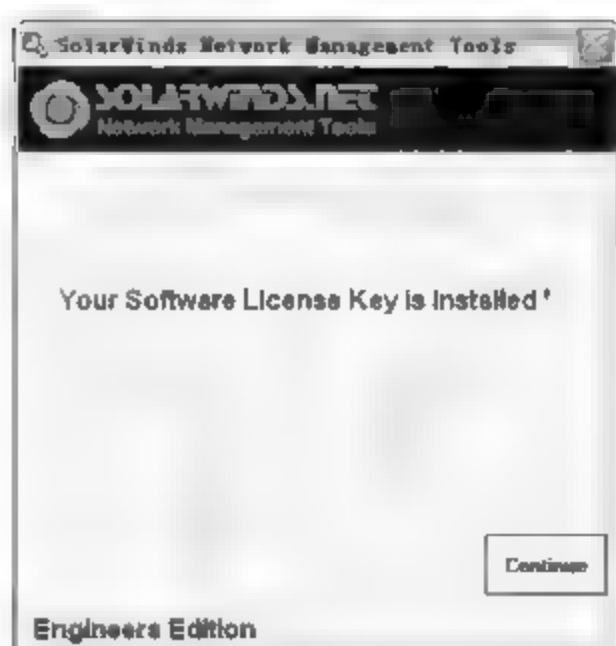 SolarWinds Network Management Tools
SOLARWINDS.NET
Network Management Tools
Your Software License Key is Installed !
Continue
Engineers Edition